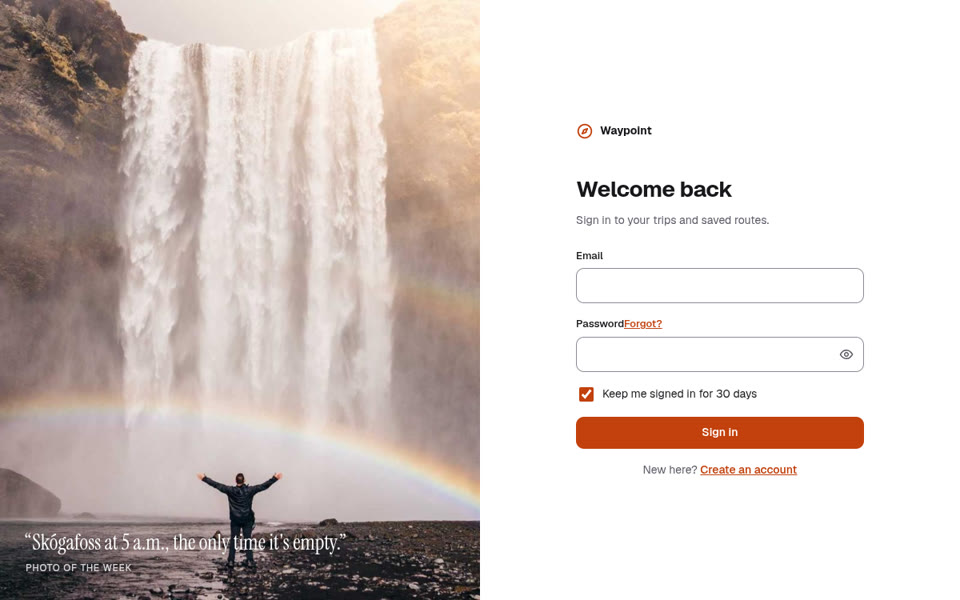 “Skógafoss at 5 a.m., the only time it's empty.”
PHOTO OF THE WEEK
Waypoint
Welcome back
Sign in to your trips and saved routes.
Email
PasswordForgot?
Keep me signed in for 30 days
Sign in
New here? Create an account